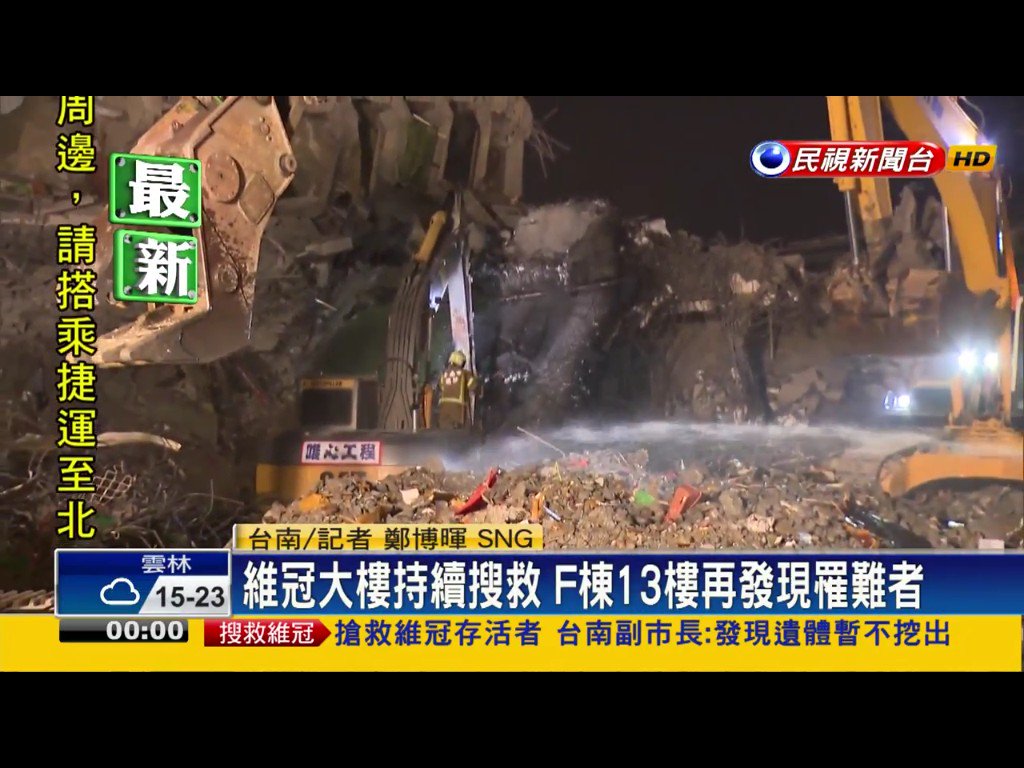 周邊，請搭乘捷運至北
最新
民視新聞台 HD
唯心工程
CAT
台南/記者 鄭博暉 SNG
雲林
15-23
維冠大樓持續搜救 F棟13樓再發現罹難者
00:00
搜救維冠
搶救維冠存活者 台南副市長:發現遺體暫不挖出